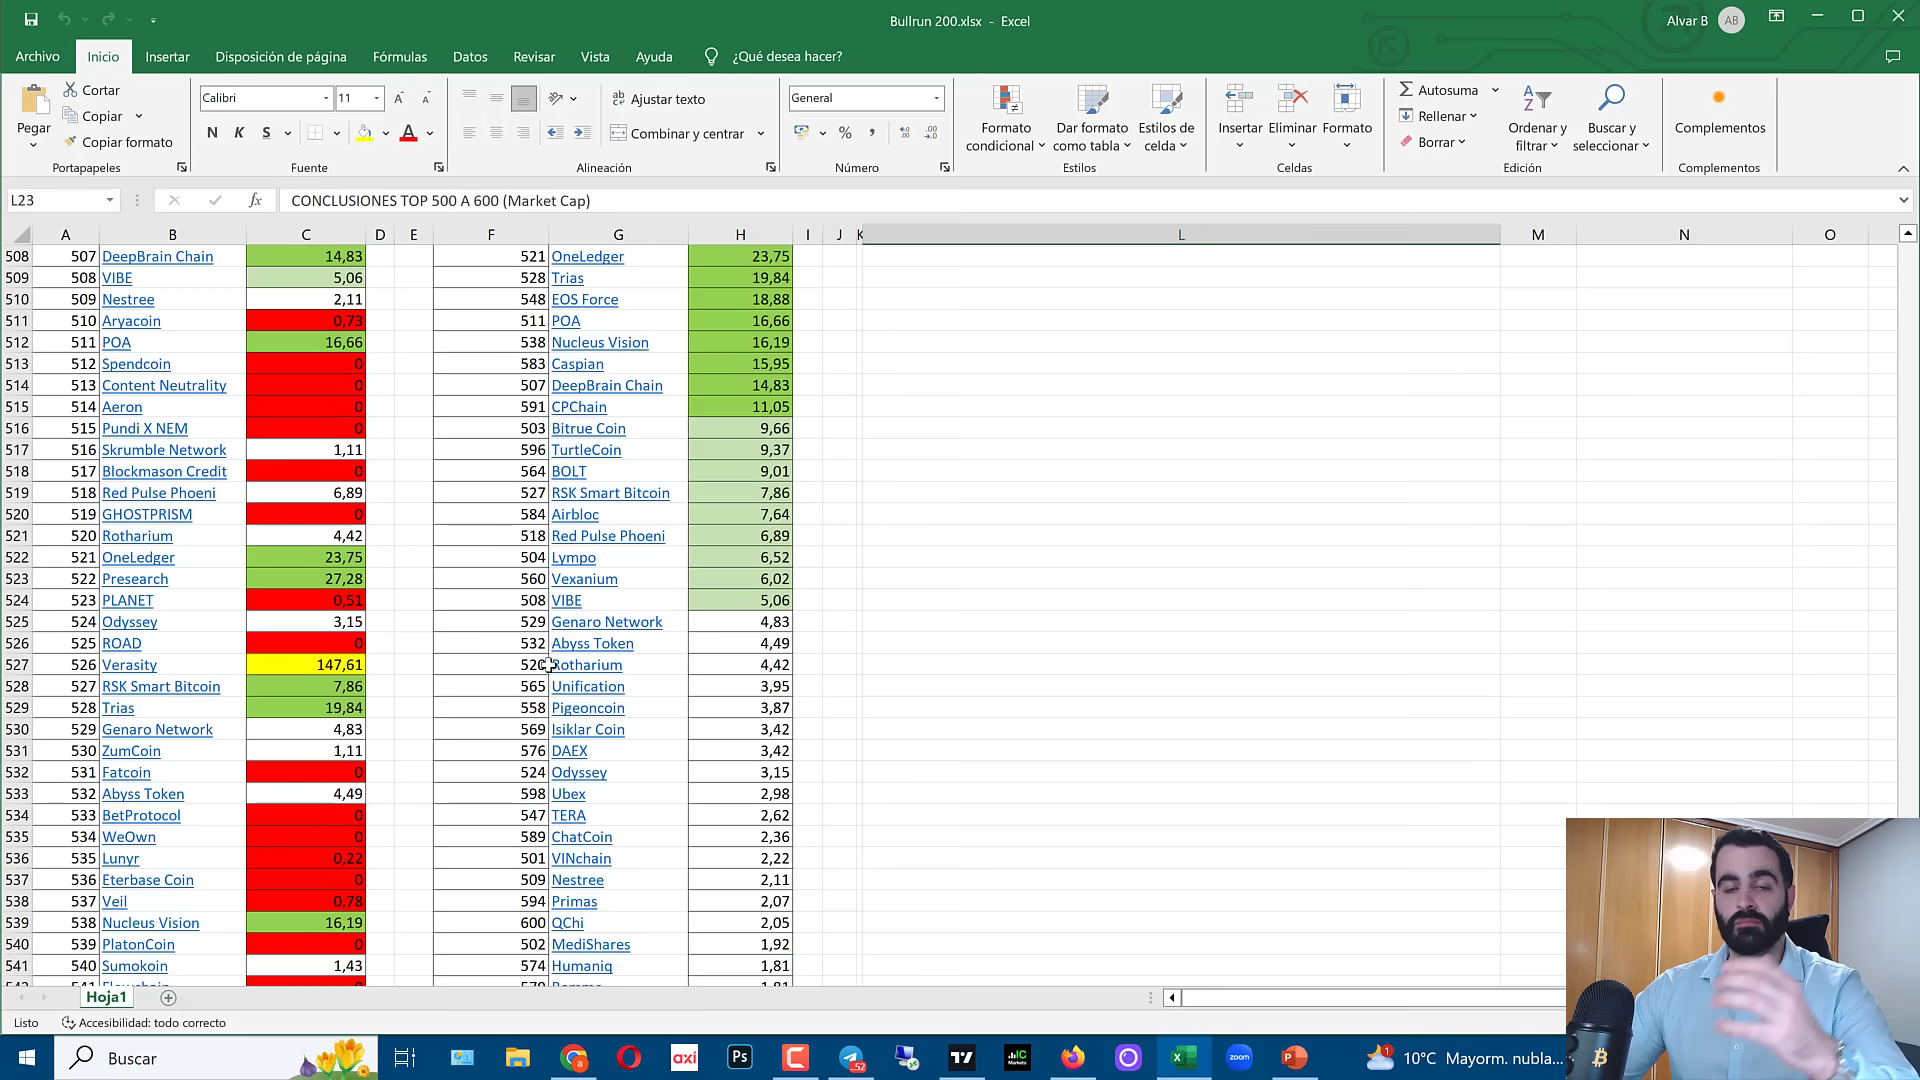 Bullrun 200.xlsx - Excel
Alvar B
AB
Archivo Inicio Insertar Disposición de página Fórmulas Datos Revisar Vista Ayuda ¿Qué desea hacer?
Pegar
Cortar
Copiar
Copiar formato
Portapapeles
Calibri 11
N K S
Fuente
Ajustar texto
Combinar y centrar
Alineación
General
Número
Formato condicional
Dar formato como tabla
Estilos de celda
Estilos
Insertar Eliminar Formato
Celdas
Autosuma
Rellenar
Borrar
Ordenar y filtrar
Buscar y seleccionar
Edición
Complementos
Complementos
L23 fx CONCLUSIONES TOP 500 A 600 (Market Cap)
A B C D E F G H I J K L M N O
508 507 DeepBrain Chain 14,83 521 OneLedger 23,75
509 508 VIBE 5,06 528 Trias 19,84
510 509 Nestree 2,11 548 EOS Force 18,88
511 510 Aryacoin 0,73 511 POA 16,66
512 511 POA 16,66 538 Nucleus Vision 16,19
513 512 Spendcoin 0 583 Caspian 15,95
514 513 Content Neutrality 0 507 DeepBrain Chain 14,83
515 514 Aeron 0 591 CPChain 11,05
516 515 Pundi X NEM 0 503 Bitrue Coin 9,66
517 516 Skrumble Network 1,11 596 TurtleCoin 9,37
518 517 Blockmason Credit 0 564 BOLT 9,01
519 518 Red Pulse Phoeni 6,89 527 RSK Smart Bitcoin 7,86
520 519 GHOSTPRISM 0 584 Airbloc 7,64
521 520 Rotharium 4,42 518 Red Pulse Phoeni 6,89
522 521 OneLedger 23,75 504 Lympo 6,52
523 522 Presearch 27,28 560 Vexanium 6,02
524 523 PLANET 0,51 508 VIBE 5,06
525 524 Odyssey 3,15 529 Genaro Network 4,83
526 525 ROAD 0 532 Abyss Token 4,49
527 526 Verasity 147,61 520 Rotharium 4,42
528 527 RSK Smart Bitcoin 7,86 565 Unification 3,95
529 528 Trias 19,84 558 Pigeoncoin 3,87
530 529 Genaro Network 4,83 569 Isiklar Coin 3,42
531 530 ZumCoin 1,11 576 DAEX 3,42
532 531 Fatcoin 0 524 Odyssey 3,15
533 532 Abyss Token 4,49 598 Ubex 2,98
534 533 BetProtocol 0 547 TERA 2,62
535 534 WeOwn 0 589 ChatCoin 2,36
536 535 Lunyr 0,22 501 VINchain 2,22
537 536 Eterbase Coin 0 509 Nestree 2,11
538 537 Veil 0,78 594 Primas 2,07
539 538 Nucleus Vision 16,19 600 QChi 2,05
540 539 PlatonCoin 0 502 MediShares 1,92
541 540 Sumokoin 1,43 574 Humaniq 1,81
Hoja1
Listo Accesibilidad: todo correcto
Buscar
axi
Ps
52
zoom
1
10°C Mayorm. nubla...